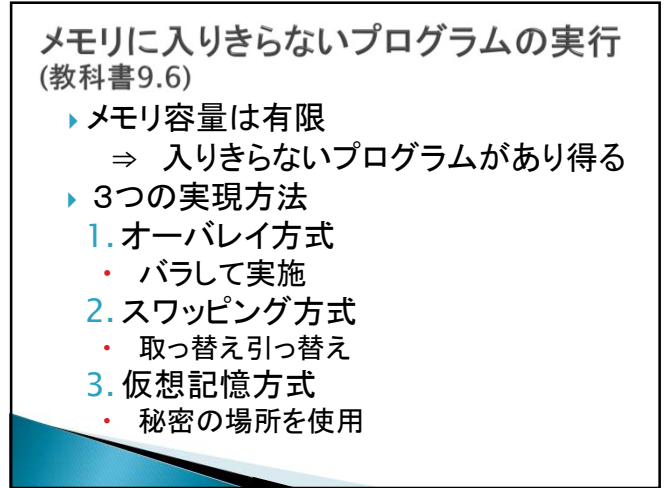 メモリに入りきらないプログラムの実行
(教科書9.6)
メモリ容量は有限
⇒ 入りきらないプログラムがあり得る
３つの実現方法
1. オーバレイ方式
・ バラして実施
2. スワッピング方式
・ 取っ替え引っ替え
3. 仮想記憶方式
・ 秘密の場所を使用